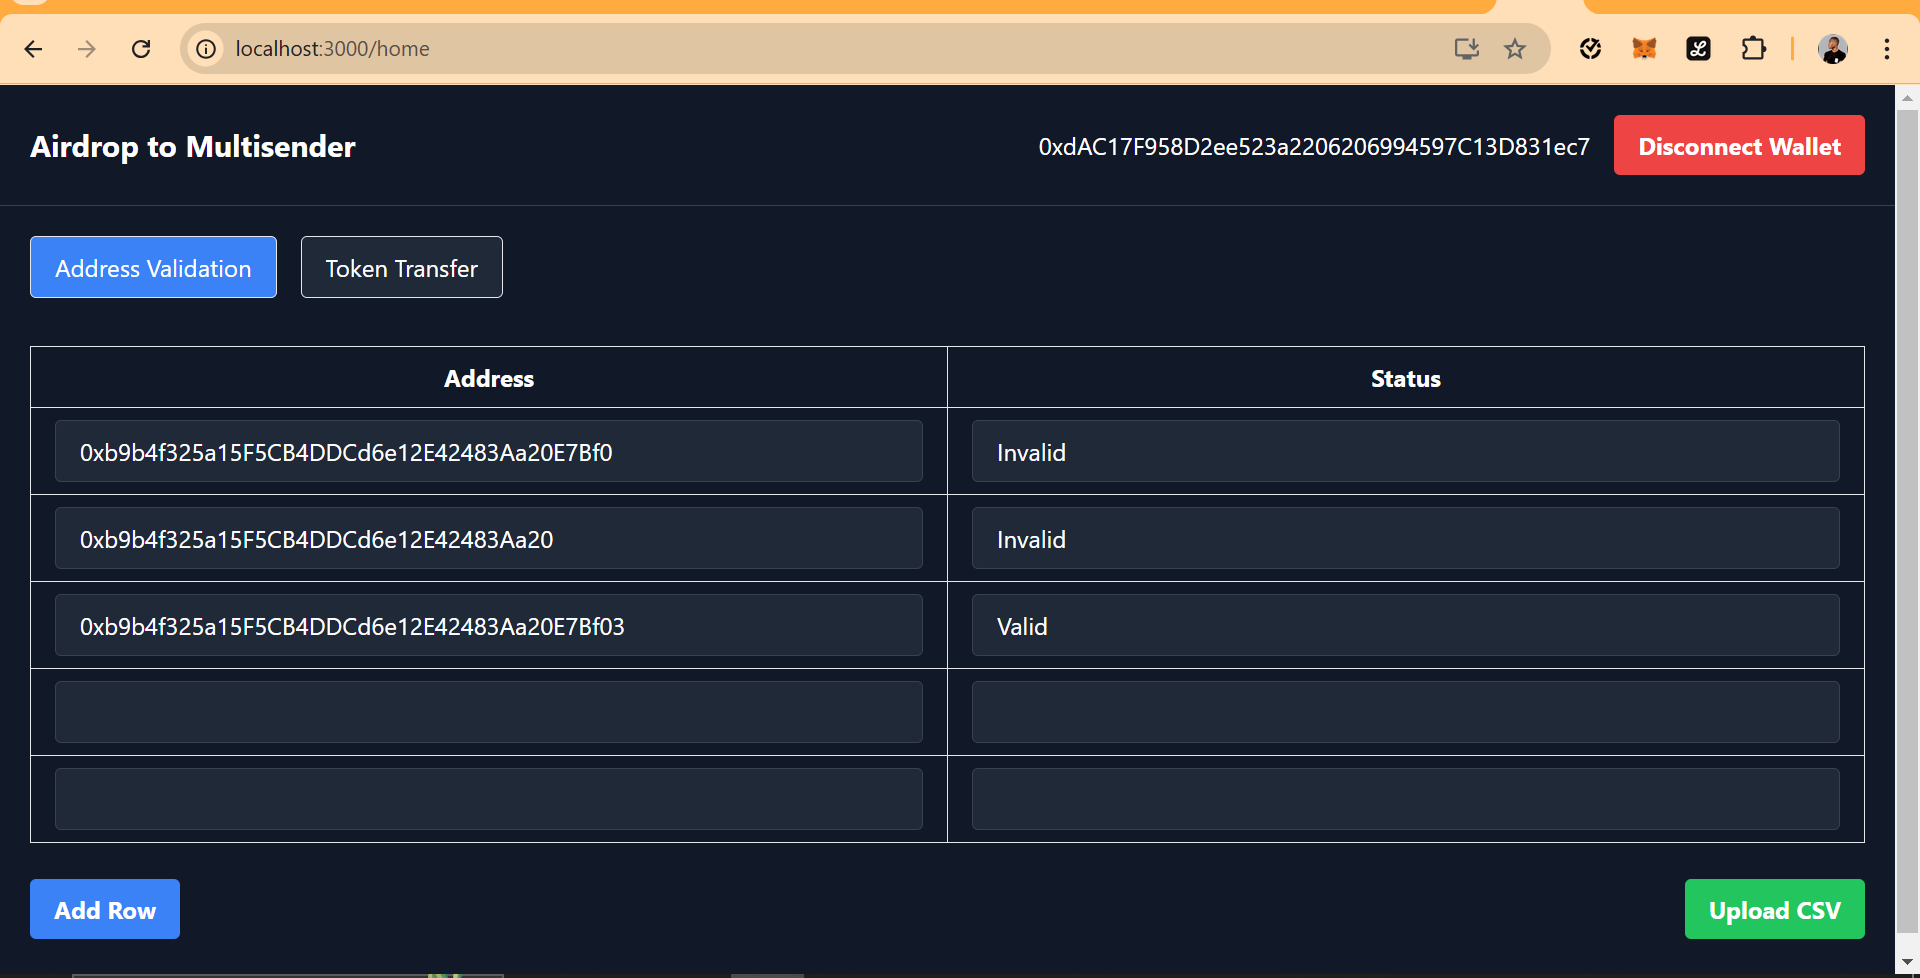 localhost:3000/home
Airdrop to Multisender
0xdAC17F958D2ee523a2206206994597C13D831ec7
Disconnect Wallet
Address Validation
Token Transfer
Address Status
0xb9b4f325a15F5CB4DDCd6e12E42483Aa20E7Bf0 Invalid
0xb9b4f325a15F5CB4DDCd6e12E42483Aa20 Invalid
0xb9b4f325a15F5CB4DDCd6e12E42483Aa20E7Bf03 Valid
Add Row
Upload CSV